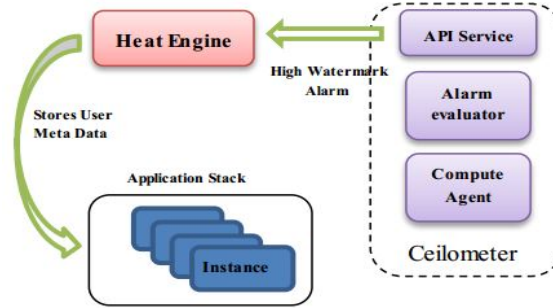 Heat Engine
API Service
High Watermark
Alarm
Alarm
evaluator
Stores User
Meta Data
Compute
Agent
Application Stack
Instance
Ceilometer